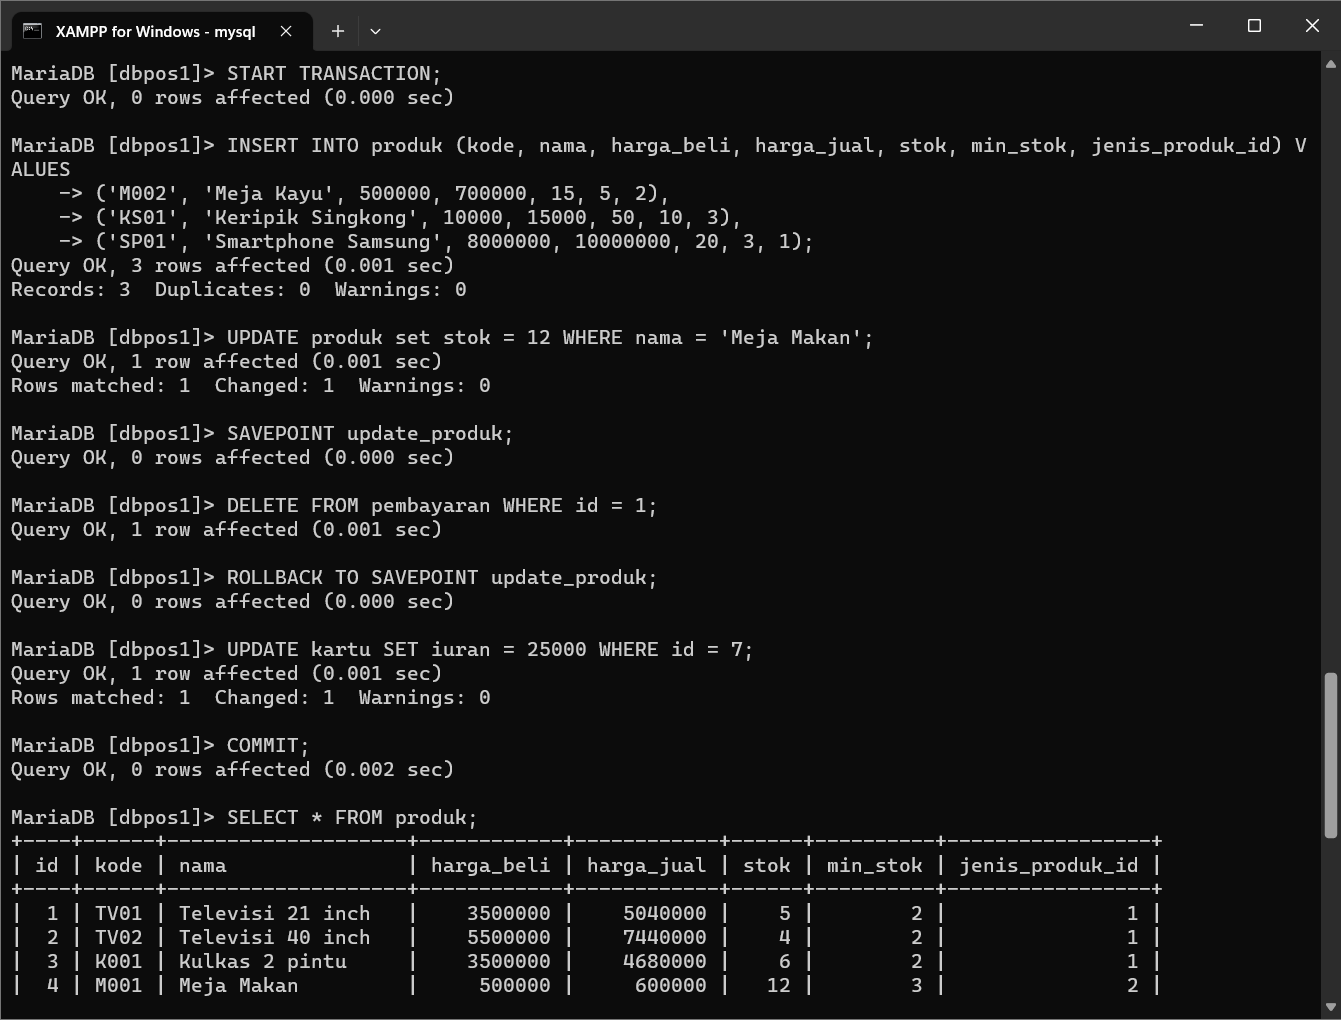 XAMPP for Windows - mysql
MariaDB [dbpos1]> START TRANSACTION;
Query OK, 0 rows affected (0.000 sec)
MariaDB [dbpos1]> INSERT INTO produk (kode, nama, harga_beli, harga_jual, stok, min_stok, jenis_produk_id) V
ALUES
    -> ('M002', 'Meja Kayu', 500000, 700000, 15, 5, 2),
    -> ('KS01', 'Keripik Singkong', 10000, 15000, 50, 10, 3),
    -> ('SP01', 'Smartphone Samsung', 8000000, 10000000, 20, 3, 1);
Query OK, 3 rows affected (0.001 sec)
Records: 3  Duplicates: 0  Warnings: 0
MariaDB [dbpos1]> UPDATE produk set stok = 12 WHERE nama = 'Meja Makan';
Query OK, 1 row affected (0.001 sec)
Rows matched: 1  Changed: 1  Warnings: 0
MariaDB [dbpos1]> SAVEPOINT update_produk;
Query OK, 0 rows affected (0.000 sec)
MariaDB [dbpos1]> DELETE FROM pembayaran WHERE id = 1;
Query OK, 1 row affected (0.001 sec)
MariaDB [dbpos1]> ROLLBACK TO SAVEPOINT update_produk;
Query OK, 0 rows affected (0.000 sec)
MariaDB [dbpos1]> UPDATE kartu SET iuran = 25000 WHERE id = 7;
Query OK, 1 row affected (0.001 sec)
Rows matched: 1  Changed: 1  Warnings: 0
MariaDB [dbpos1]> COMMIT;
Query OK, 0 rows affected (0.002 sec)
MariaDB [dbpos1]> SELECT * FROM produk;
+----+------+--------------------+------------+------------+------+----------+-----------------+
| id | kode | nama               | harga_beli | harga_jual | stok | min_stok | jenis_produk_id |
+----+------+--------------------+------------+------------+------+----------+-----------------+
|  1 | TV01 | Televisi 21 inch   |    3500000 |    5040000 |    5 |        2 |               1 |
|  2 | TV02 | Televisi 40 inch   |    5500000 |    7440000 |    4 |        2 |               1 |
|  3 | K001 | Kulkas 2 pintu     |    3500000 |    4680000 |    6 |        2 |               1 |
|  4 | M001 | Meja Makan         |     500000 |     600000 |   12 |        3 |               2 |